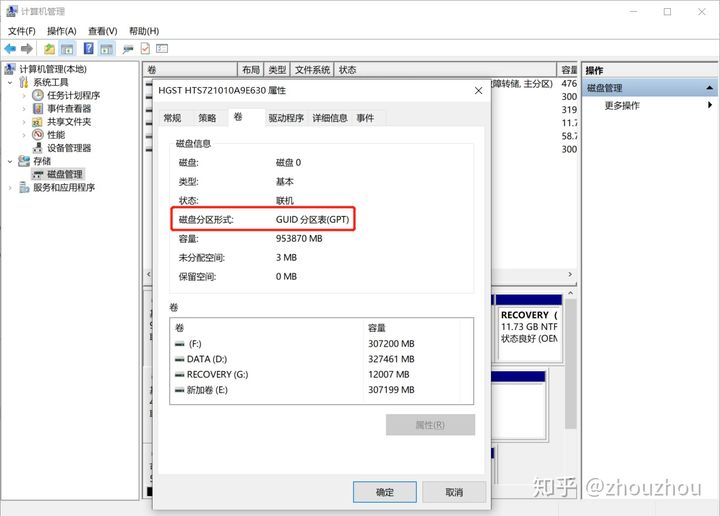 计算机管理
文件(F) 操作(A) 查看(V) 帮助(H)
计算机管理(本地)
系统工具
任务计划程序
事件查看器
共享文件夹
性能
设备管理器
存储
磁盘管理
服务和应用程序
卷 布局 类型 文件系统 状态 容量
障转储, 主分区) 476
300
319
11.7
58.7
300
操作
磁盘管理
更多操作
HGST HTS721010A9E630 属性
常规 策略 卷 驱动程序 详细信息 事件
磁盘信息
磁盘: 磁盘 0
类型: 基本
状态: 联机
磁盘分区形式: GUID 分区表(GPT)
容量: 953870 MB
未分配空间: 3 MB
保留空间: 0 MB
卷
卷 容量
(F:) 307200 MB
DATA (D:) 327461 MB
RECOVERY (G:) 12007 MB
新加卷 (E:) 307199 MB
属性(R)
确定 取消
RECOVERY (
11.73 GB NTF
状态良好 (OEM
知乎 @zhouzhou